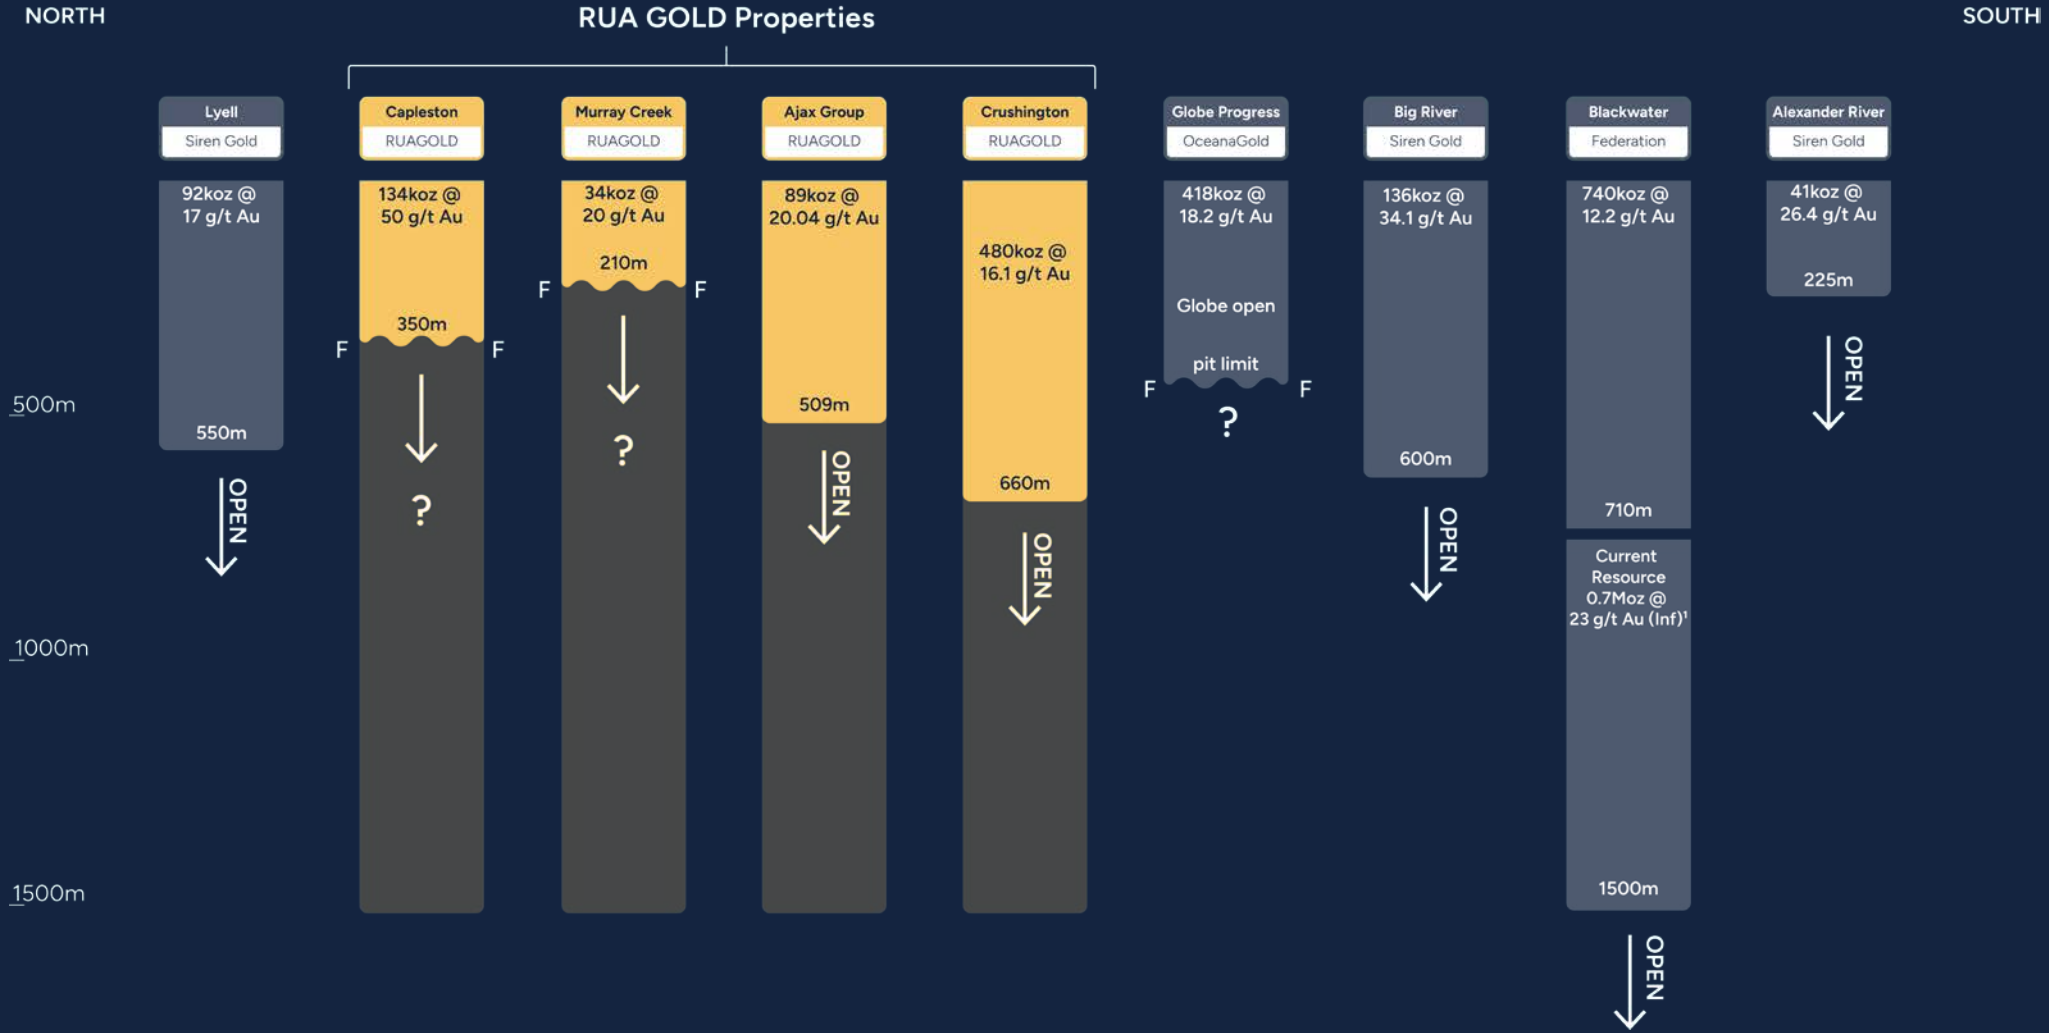 NORTH
RUA GOLD Properties
SOUTH
Lyell
Siren Gold
92koz @
17 g/t Au
550m
OPEN
Capleston
RUAGOLD
134koz @
50 g/t Au
350m
F
F
?
Murray Creek
RUAGOLD
34koz @
20 g/t Au
210m
F
F
?
Ajax Group
RUAGOLD
89koz @
20.04 g/t Au
509m
OPEN
Crushington
RUAGOLD
480koz @
16.1 g/t Au
660m
OPEN
Globe Progress
OceanaGold
418koz @
18.2 g/t Au
Globe open
pit limit
F
F
?
Big River
Siren Gold
136koz @
34.1 g/t Au
600m
OPEN
Blackwater
Federation
740koz @
12.2 g/t Au
710m
Current
Resource
0.7Moz @
23 g/t Au (Inf)¹
1500m
OPEN
Alexander River
Siren Gold
41koz @
26.4 g/t Au
225m
OPEN
500m
1000m
1500m